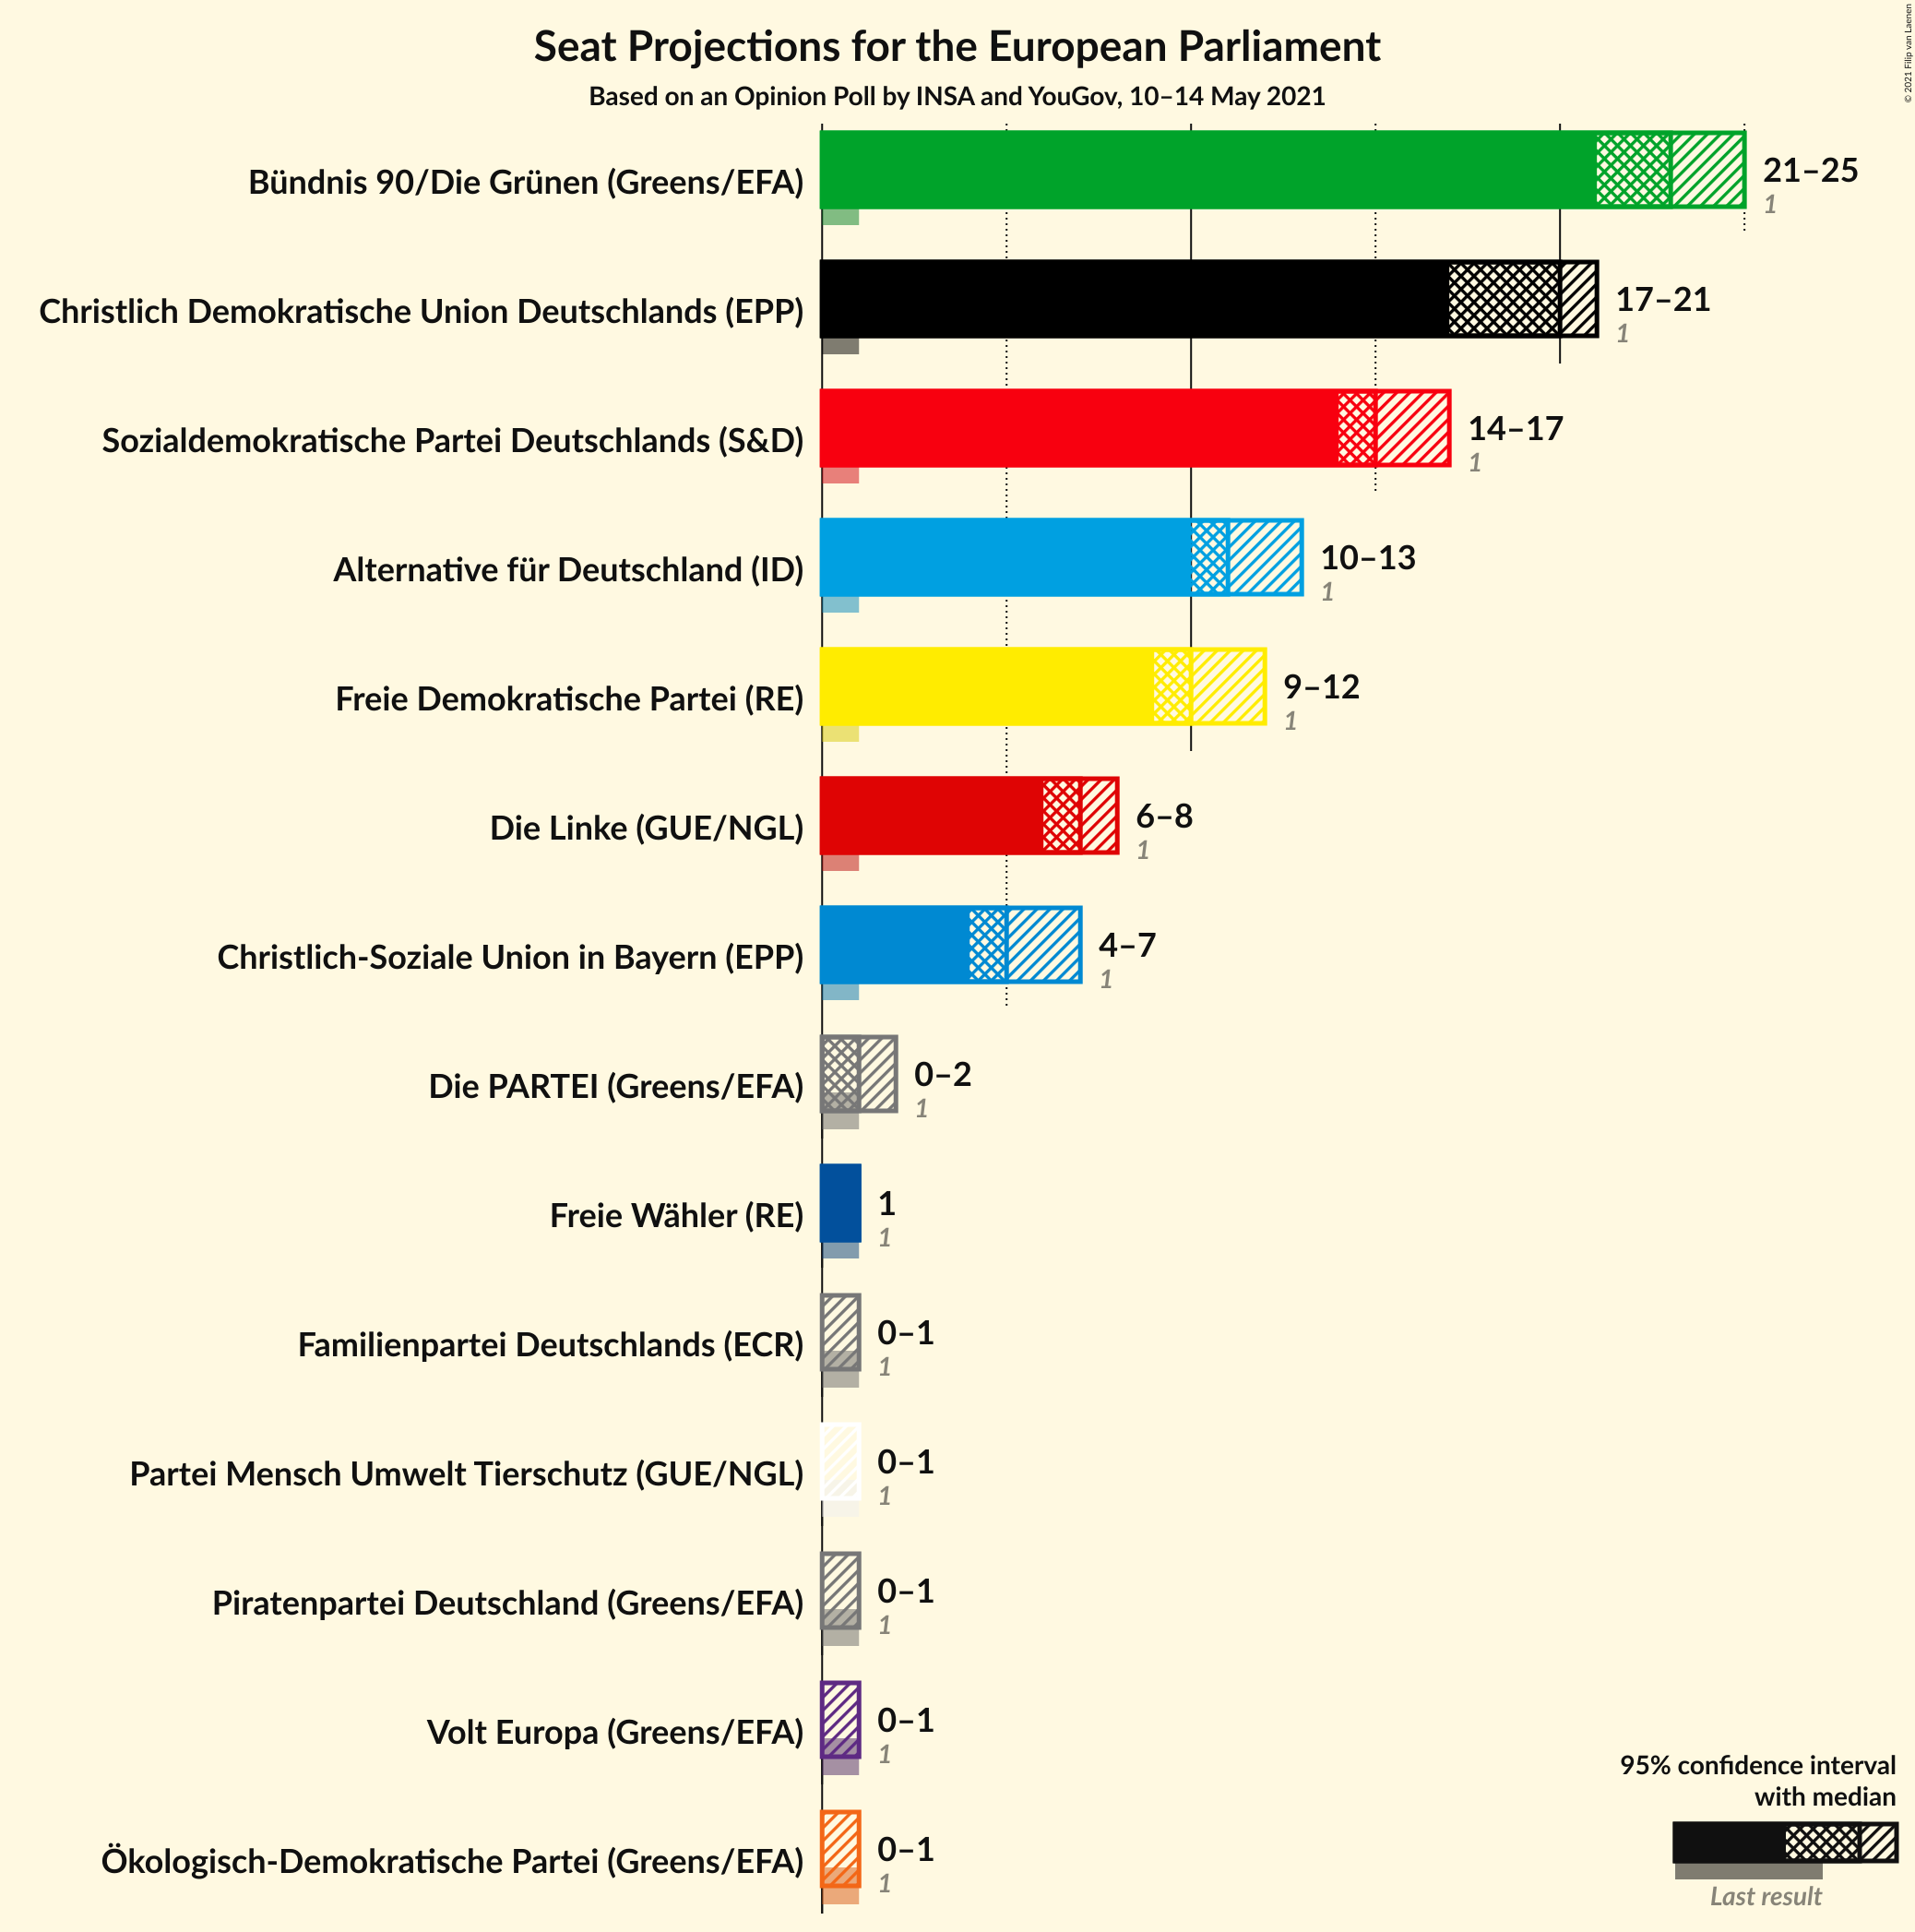 © 2021 Filip van Laenen
Seat Projections for the European Parliament
Based on an Opinion Poll by INSA and YouGov, 10–14 May 2021
Bündnis 90/Die Grünen (Greens/EFA)
21–25
1
Christlich Demokratische Union Deutschlands (EPP)
17–21
1
Sozialdemokratische Partei Deutschlands (S&D)
14–17
1
Alternative für Deutschland (ID)
10–13
1
Freie Demokratische Partei (RE)
9–12
1
Die Linke (GUE/NGL)
6–8
1
Christlich-Soziale Union in Bayern (EPP)
4–7
1
Die PARTEI (Greens/EFA)
0–2
1
Freie Wähler (RE)
1
1
Familienpartei Deutschlands (ECR)
0–1
1
Partei Mensch Umwelt Tierschutz (GUE/NGL)
0–1
1
Piratenpartei Deutschland (Greens/EFA)
0–1
1
Volt Europa (Greens/EFA)
0–1
1
Ökologisch-Demokratische Partei (Greens/EFA)
0–1
1
95% confidence interval
with median
Last result